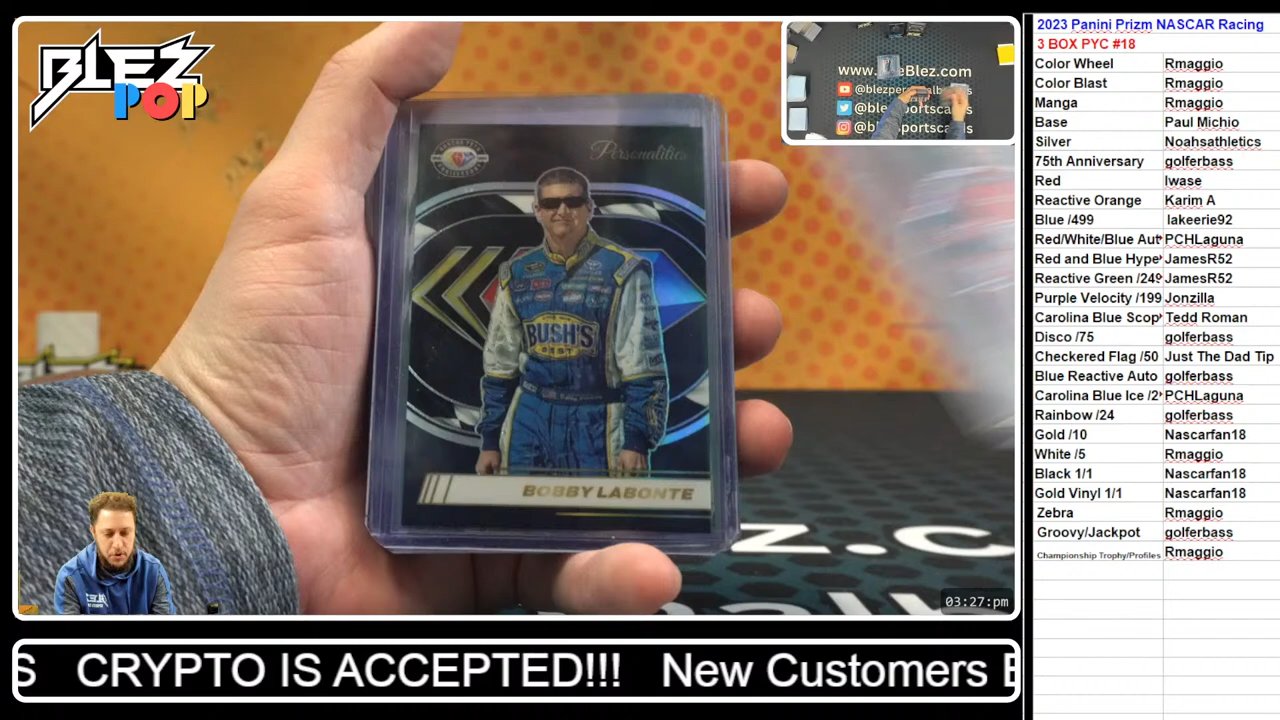 BLEZ
POP
Personalities
BUSH'S
BEST
BOBBY LABONTE
z.c
03:27:pm
@ble
CRYPTO IS ACCEPTED!!! New Customers
2023 Panini Prizm NASCAR Racing
3 BOX PYC #18
Color Wheel Rmaggio
Color Blast Rmaggio
Manga Rmaggio
Base Paul Michio
Silver Noahsathletics
75th Anniversary golferbass
Red Iwase
Reactive Orange Karim A
Blue /499 lakeerie92
Red/White/Blue Aut PCHLaguna
Red and Blue Hype JamesR52
Reactive Green /249 JamesR52
Purple Velocity /199 Jonzilla
Carolina Blue Scop Tedd Roman
Disco /75 golferbass
Checkered Flag /50 Just The Dad Tip
Blue Reactive Auto golferbass
Carolina Blue Ice /2 PCHLaguna
Rainbow /24 golferbass
Gold /10 Nascarfan18
White /5 Rmaggio
Black 1/1 Nascarfan18
Gold Vinyl 1/1 Nascarfan18
Zebra Rmaggio
Groovy/Jackpot golferbass
Championship Trophy/Profiles Rmaggio